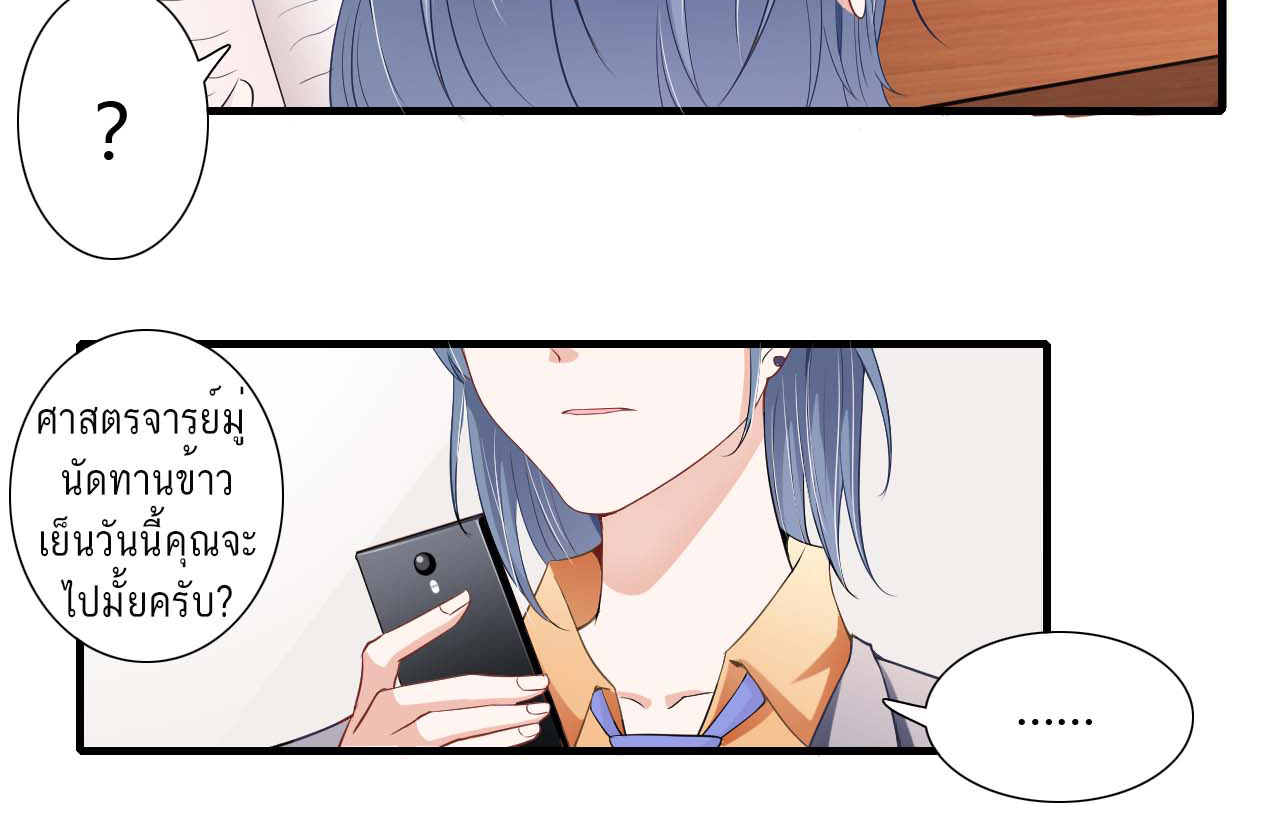 ?
ศาสตรจารย์มู่
นัดทานข้าว
เย็นวันนี้คุณจะ
ไปมั้ยครับ?
......